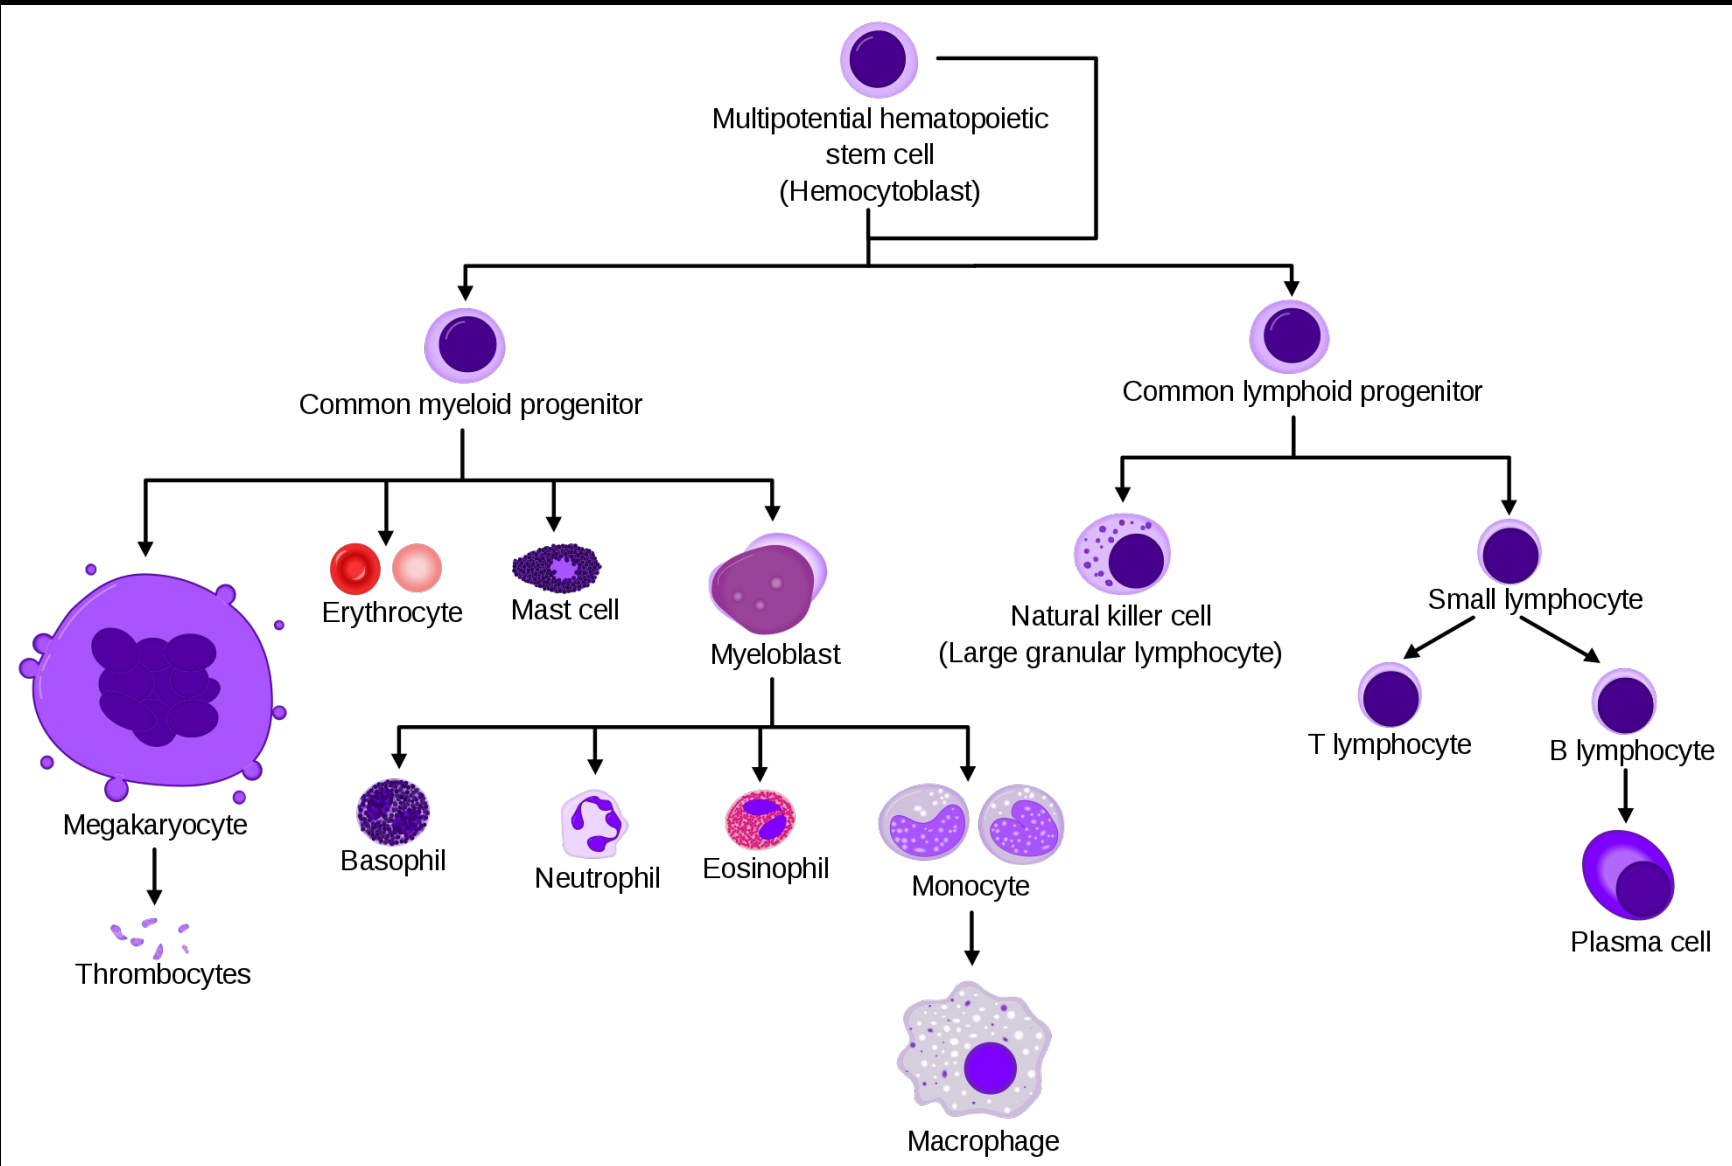 Multipotential hematopoietic
stem cell
(Hemocytoblast)
Common myeloid progenitor
Common lymphoid progenitor
Erythrocyte
Mast cell
Myeloblast
Natural killer cell
(Large granular lymphocyte)
Small lymphocyte
T lymphocyte
B lymphocyte
Megakaryocyte
Basophil
Neutrophil
Eosinophil
Monocyte
Plasma cell
Thrombocytes
Macrophage